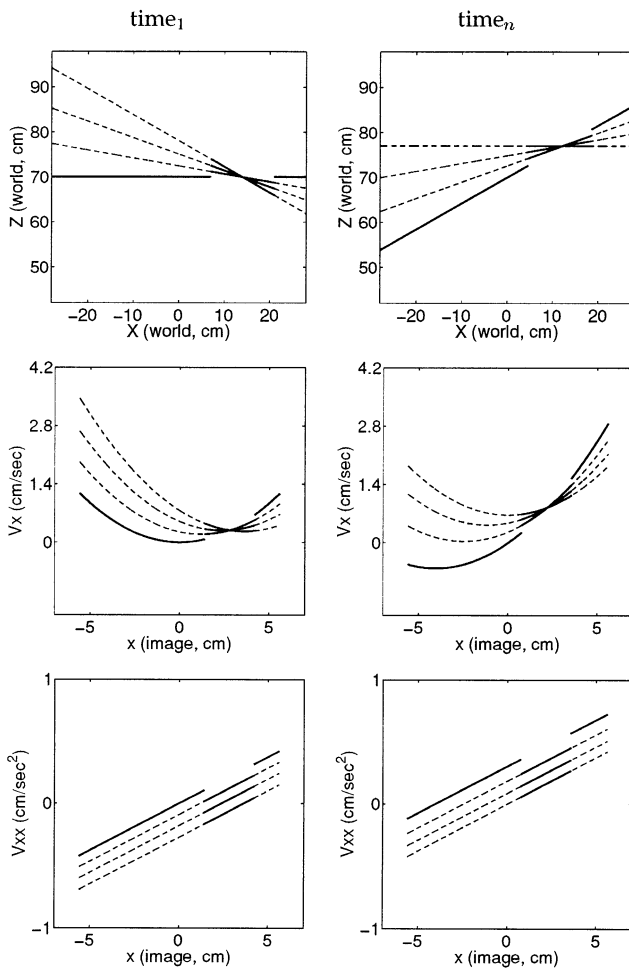 time₁
time_n
90
80
70
60
50
Z (world, cm)
−20 −10 0 10 20
X (world, cm)
90
80
70
60
50
Z (world, cm)
−20 −10 0 10 20
X (world, cm)
4.2
2.8
1.4
0
Vx (cm/sec)
−5 0 5
x (image, cm)
4.2
2.8
1.4
0
Vx (cm/sec)
−5 0 5
x (image, cm)
1
0
−1
Vxx (cm/sec²)
−5 0 5
x (image, cm)
1
0
−1
Vxx (cm/sec²)
−5 0 5
x (image, cm)